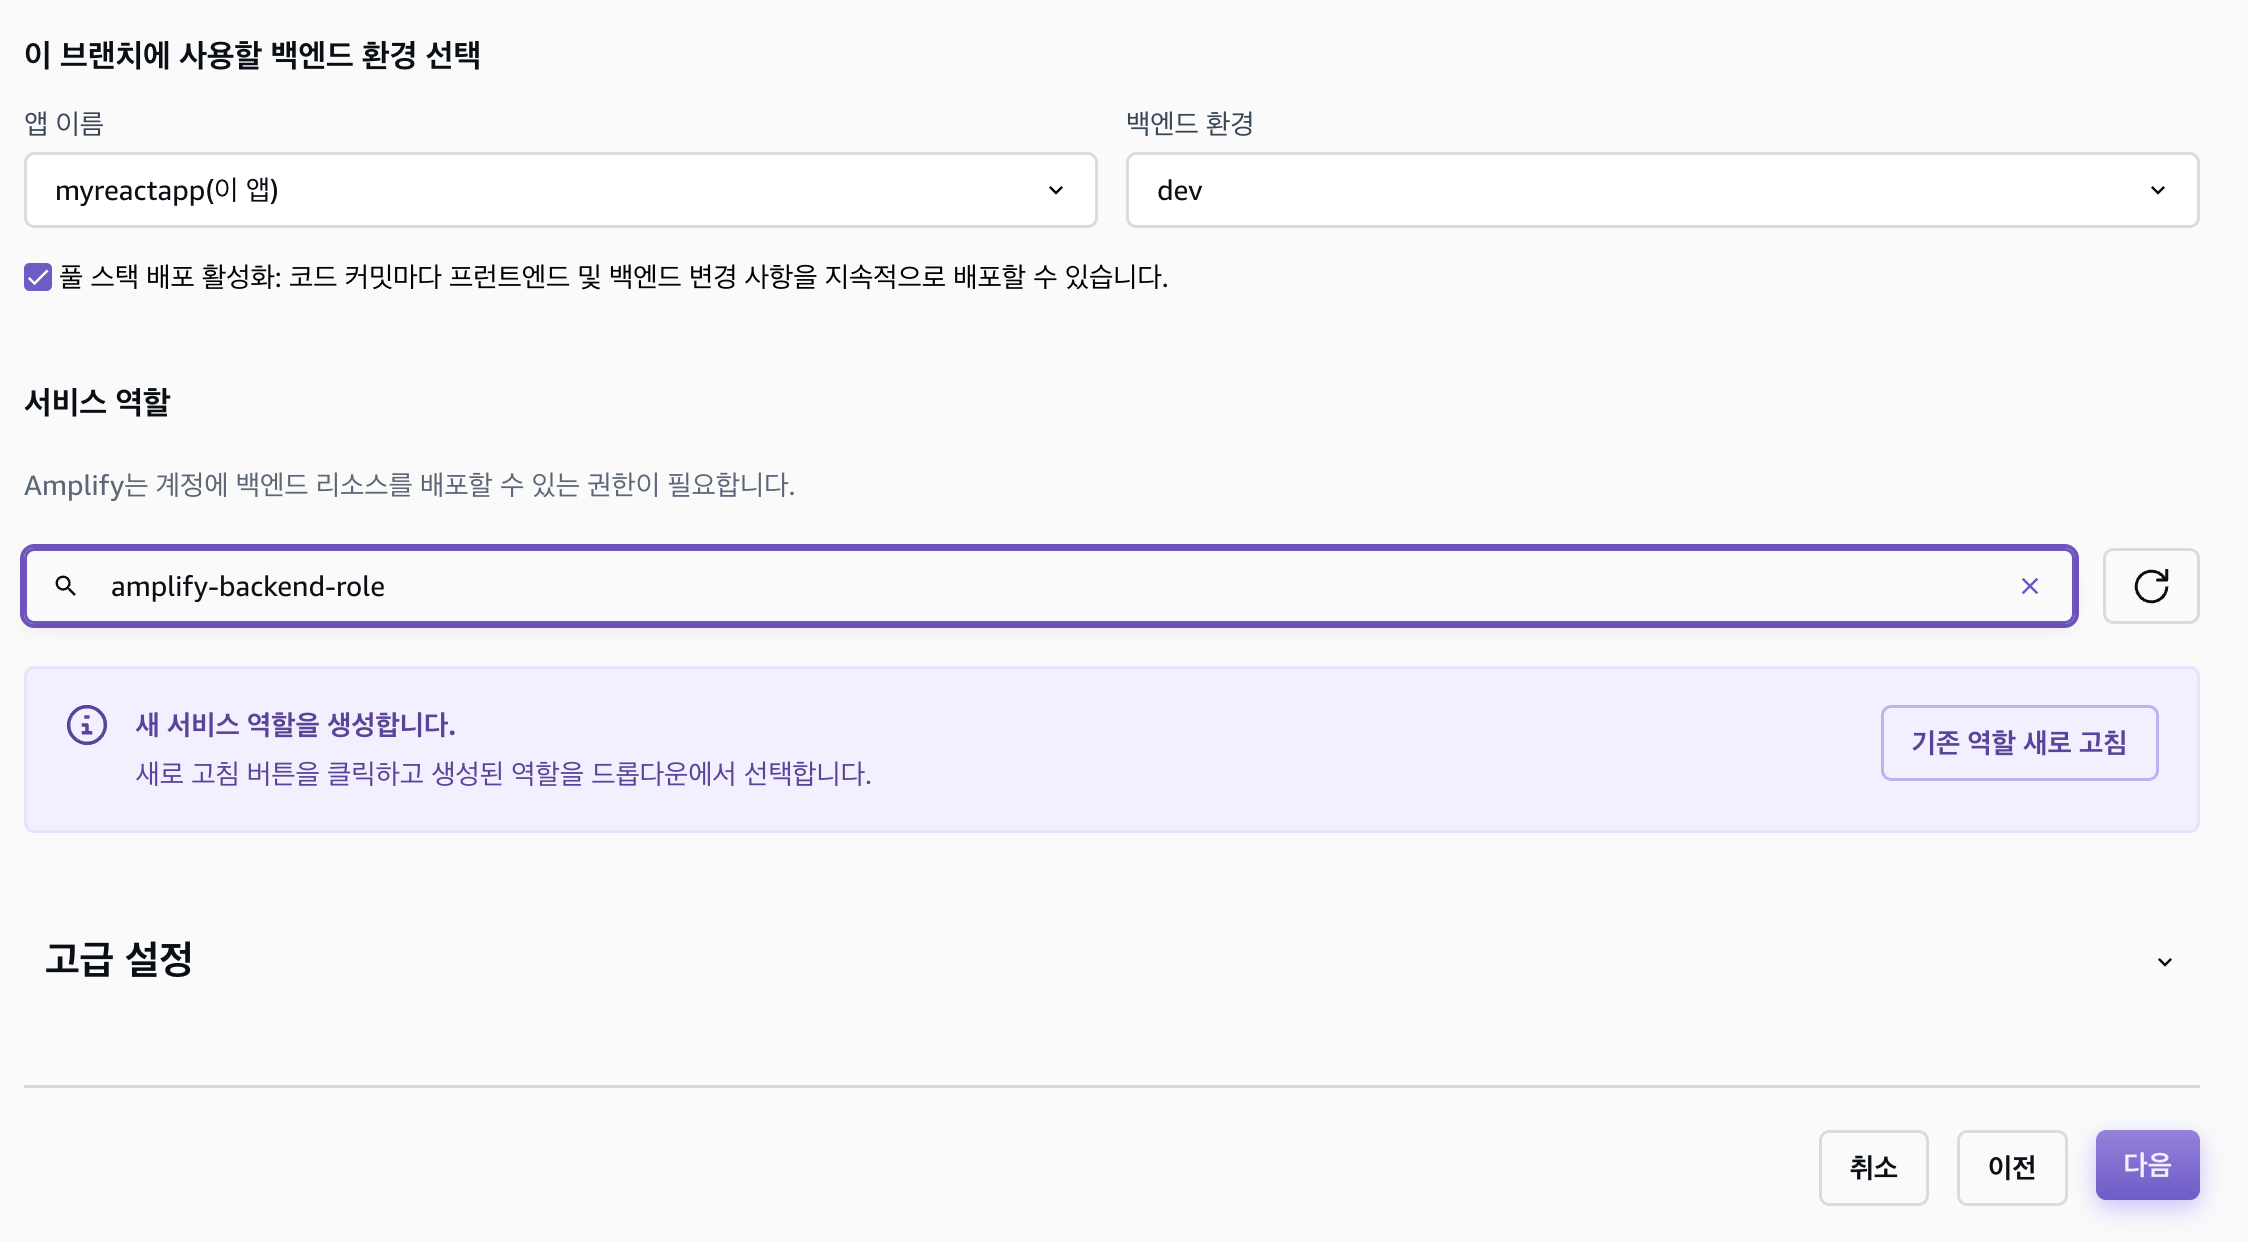 이 브랜치에 사용할 백엔드 환경 선택
앱 이름
백엔드 환경
myreactapp(이 앱)
dev
풀 스택 배포 활성화: 코드 커밋마다 프런트엔드 및 백엔드 변경 사항을 지속적으로 배포할 수 있습니다.
서비스 역할
Amplify는 계정에 백엔드 리소스를 배포할 수 있는 권한이 필요합니다.
amplify-backend-role
새 서비스 역할을 생성합니다.
새로 고침 버튼을 클릭하고 생성된 역할을 드롭다운에서 선택합니다.
기존 역할 새로 고침
고급 설정
취소
이전
다음